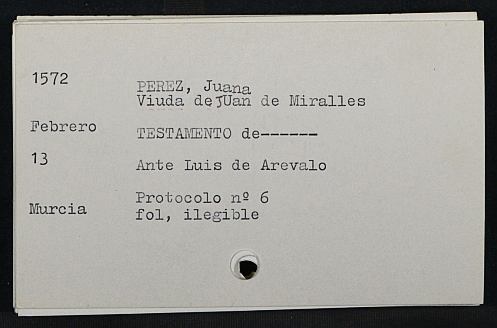 1572
PEREZ, Juana
Viuda de JUan de Miralles
Febrero
TESTAMENTO de------
13
Ante Luis de Arevalo
Protocolo nº 6
Murcia
fol, ilegible